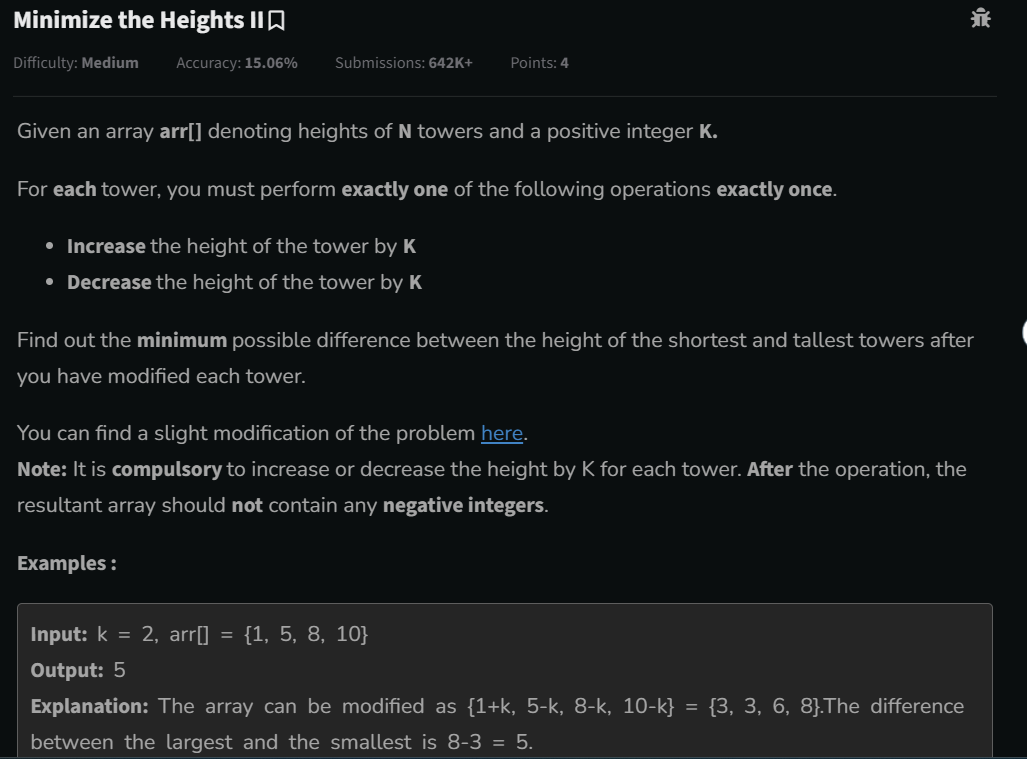 Minimize the Heights II
Difficulty: Medium Accuracy: 15.06% Submissions: 642K+ Points: 4
Given an array arr[] denoting heights of N towers and a positive integer K.
For each tower, you must perform exactly one of the following operations exactly once.
• Increase the height of the tower by K
• Decrease the height of the tower by K
Find out the minimum possible difference between the height of the shortest and tallest towers after
you have modified each tower.
You can find a slight modification of the problem here.
Note: It is compulsory to increase or decrease the height by K for each tower. After the operation, the
resultant array should not contain any negative integers.
Examples :
Input: k = 2, arr[] = {1, 5, 8, 10}
Output: 5
Explanation: The array can be modified as {1+k, 5-k, 8-k, 10-k} = {3, 3, 6, 8}.The difference
between the largest and the smallest is 8-3 = 5.